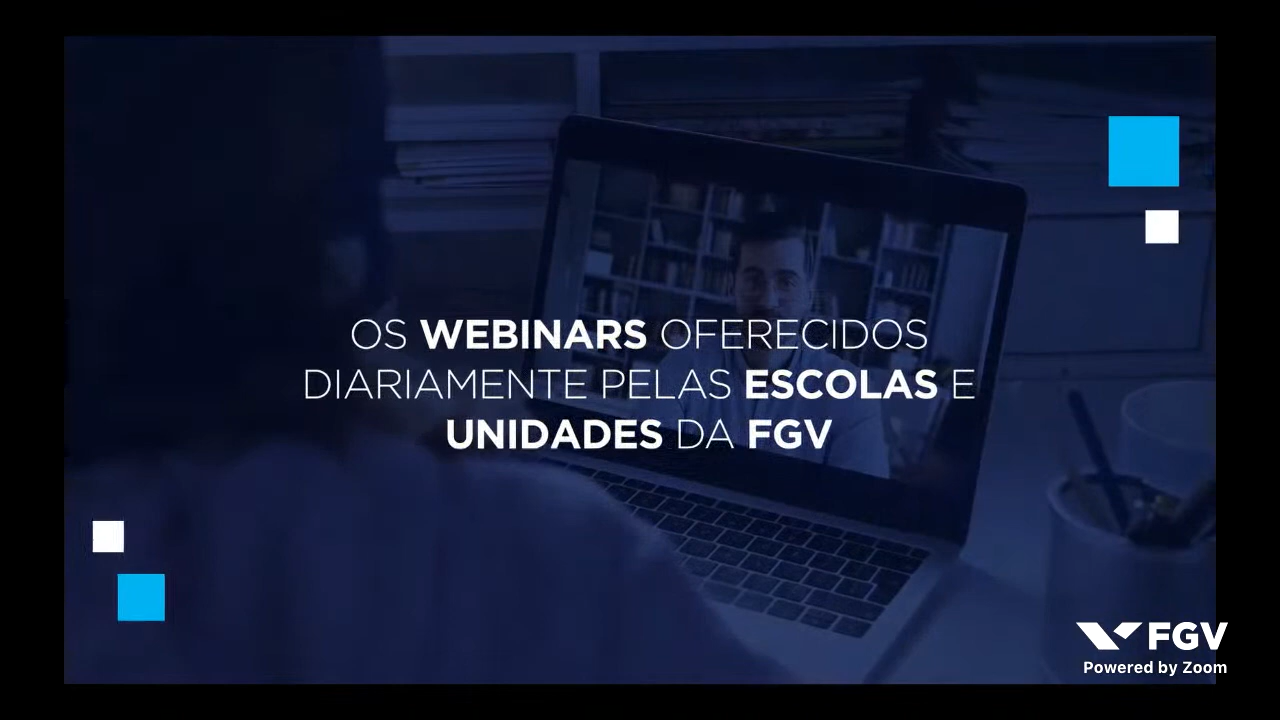 OS WEBINARS OFERECIDOS
DIARIAMENTE PELAS ESCOLAS E
UNIDADES DA FGV
FGV
Powered by Zoom